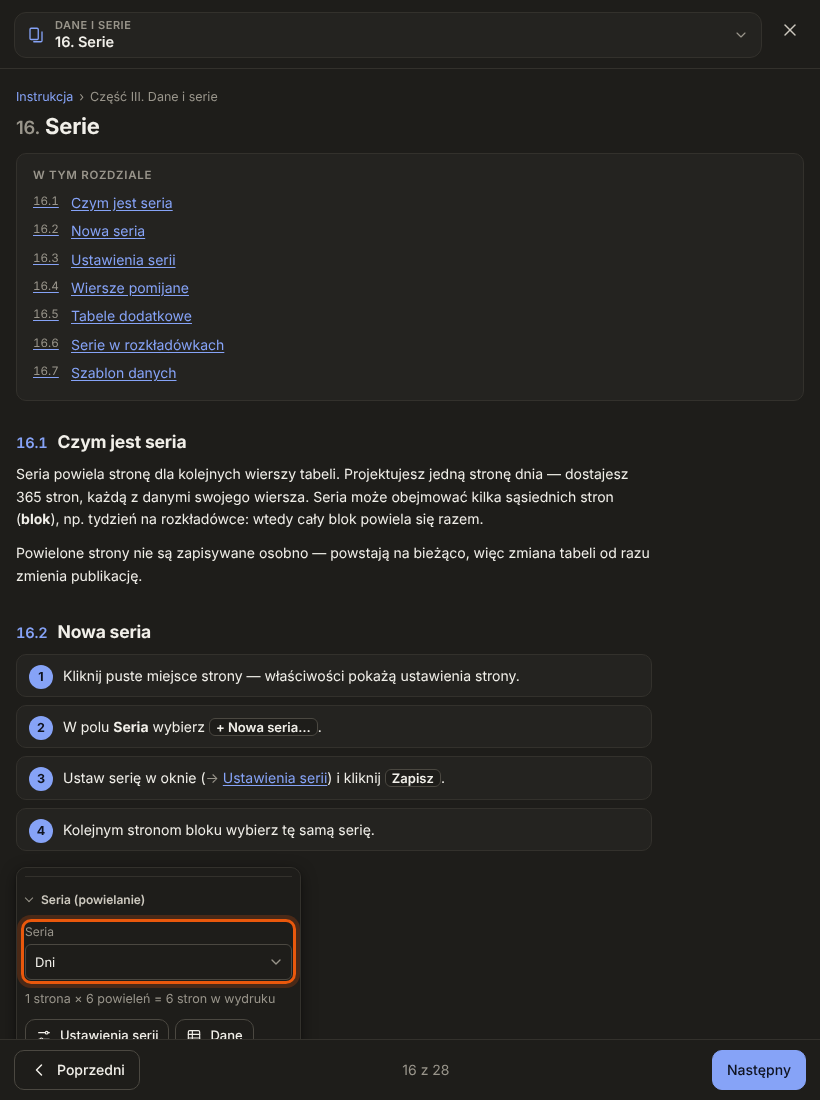 DANE I SERIE
16. Serie
Instrukcja › Część III. Dane i serie
16. Serie
W TYM ROZDZIALE
16.1 Czym jest seria
16.2 Nowa seria
16.3 Ustawienia serii
16.4 Wiersze pomijane
16.5 Tabele dodatkowe
16.6 Serie w rozkładówkach
16.7 Szablon danych
16.1 Czym jest seria
Seria powiela stronę dla kolejnych wierszy tabeli. Projektujesz jedną stronę dnia — dostajesz
365 stron, każdą z danymi swojego wiersza. Seria może obejmować kilka sąsiednich stron
(blok), np. tydzień na rozkładówce: wtedy cały blok powiela się razem.
Powielone strony nie są zapisywane osobno — powstają na bieżąco, więc zmiana tabeli od razu
zmienia publikację.
16.2 Nowa seria
1 Kliknij puste miejsce strony — właściwości pokażą ustawienia strony.
2 W polu Seria wybierz + Nowa seria... .
3 Ustaw serię w oknie (→ Ustawienia serii) i kliknij Zapisz .
4 Kolejnym stronom bloku wybierz tę samą serię.
Seria (powielanie)
Seria
Dni
1 strona × 6 powieleń = 6 stron w wydruku
Ustawienia serii Dane
Poprzedni 16 z 28 Następny